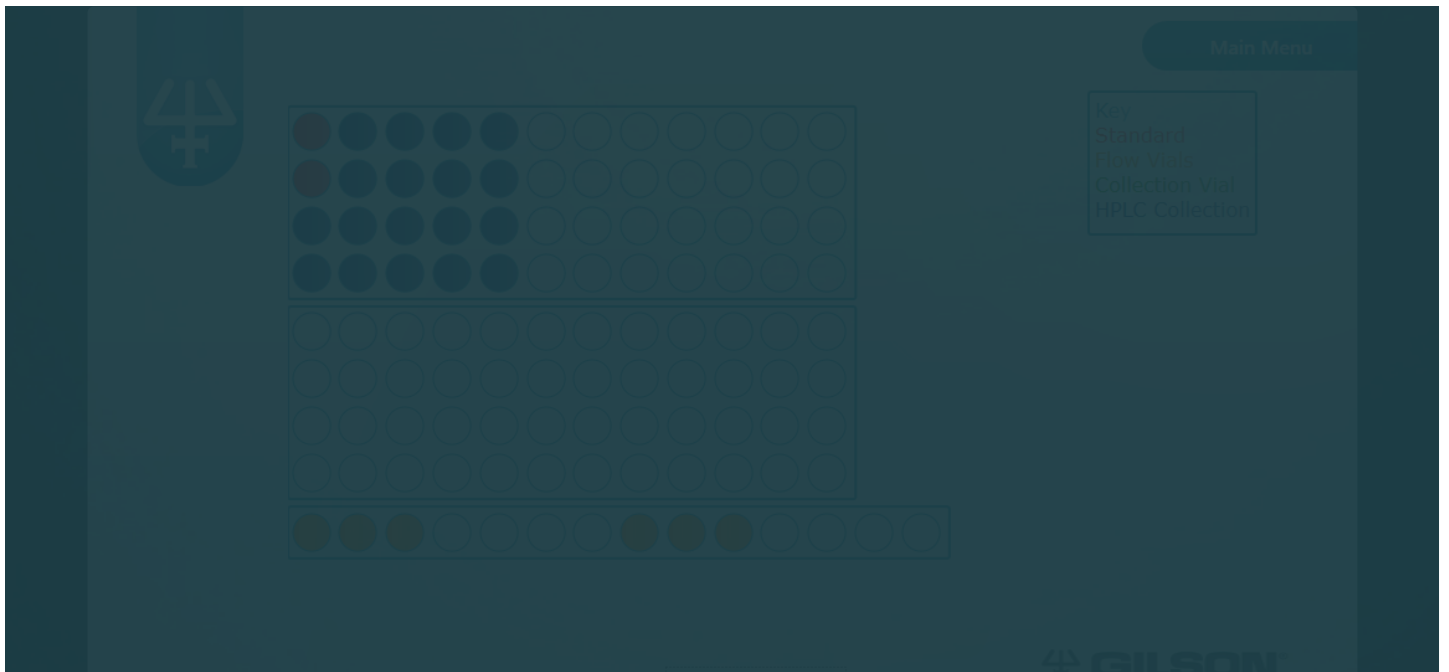 Main Menu
Key
Standard
Flow Vials
Collection Vial
HPLC Collection
GILSON